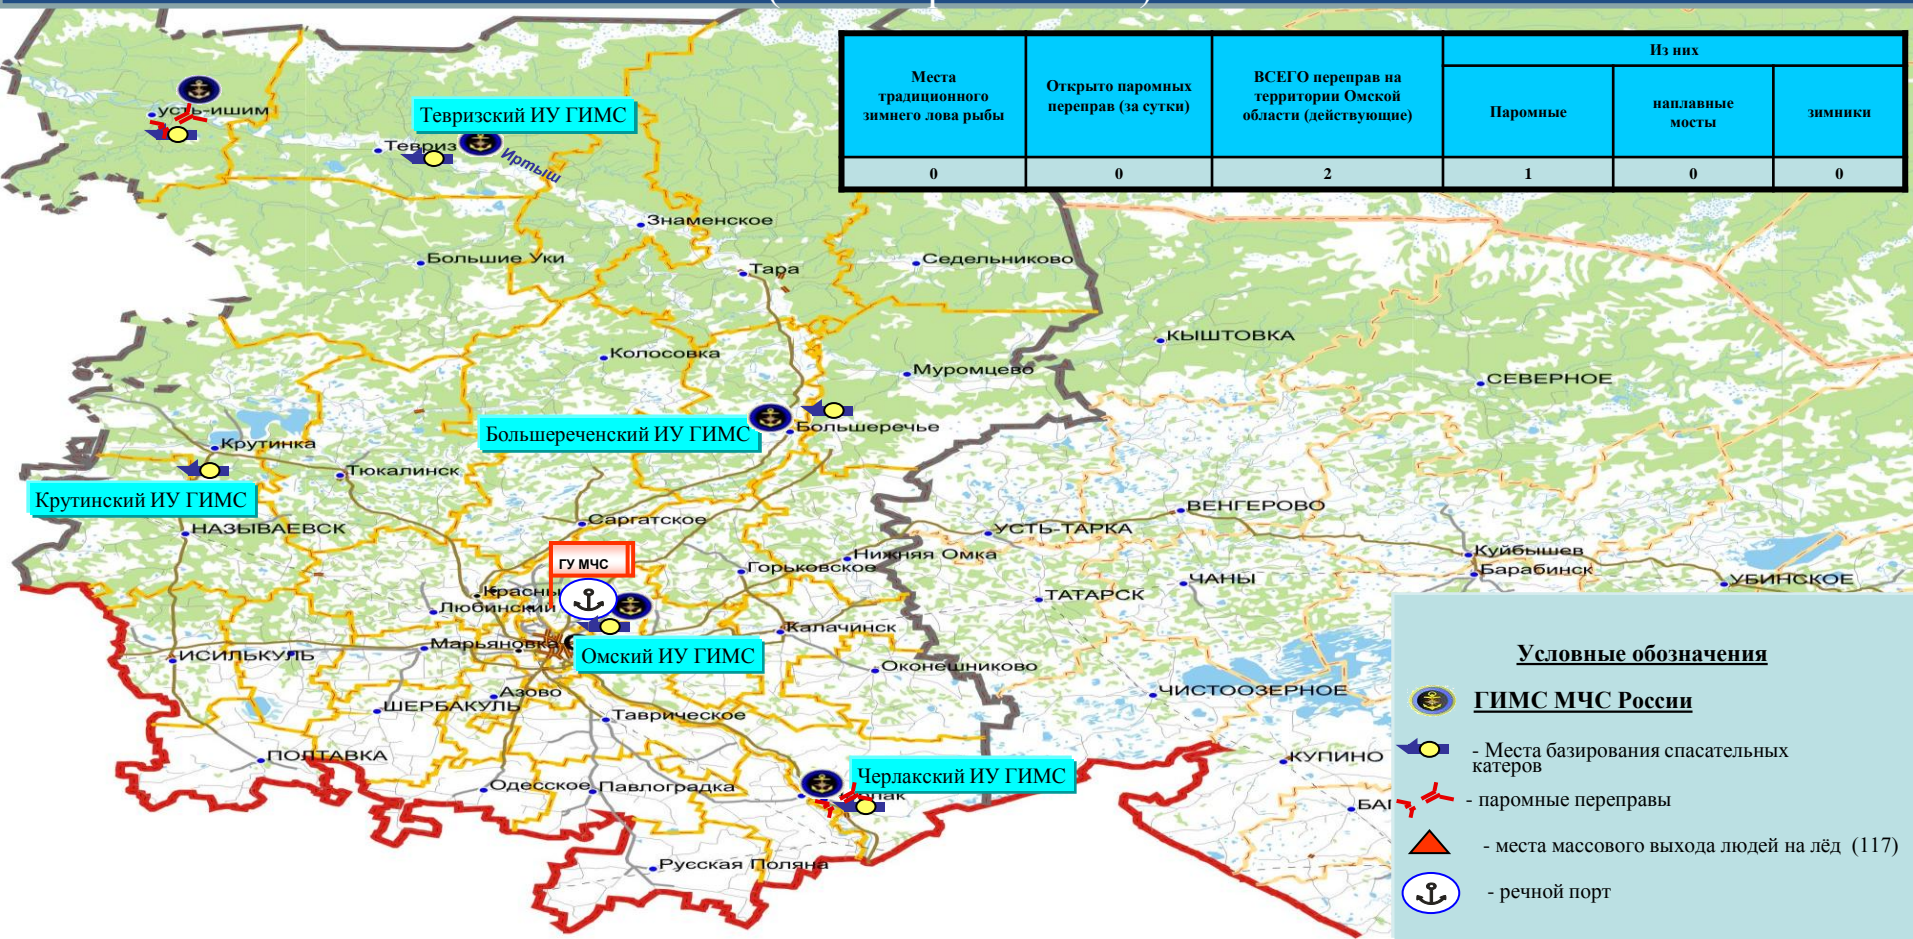 Места
традиционного
зимнего лова рыбы
Открыто паромных
переправ (за сутки)
ВСЕГО переправ на
территории Омской
области (действующие)
Из них
Паромные
наплавные
мосты
зимники
0
0
2
1
0
0
усть-ишим
Тевризский ИУ ГИМС
Тевриз
Иртыш
Знаменское
Большие Уки
Тара
Седельниково
КЫШТОВКА
Колосовка
Муромцево
СЕВЕРНОЕ
Большереченский ИУ ГИМС
Большеречье
Крутинка
Тюкалинск
Крутинский ИУ ГИМС
НАЗЫВАЕВСК
Саргатское
ВЕНГЕРОВО
УСТЬ-ТАРКА
Нижняя Омка
Куйбышев
Барабинск
ГУ МЧС
Горьковское
ЧАНЫ
УБИНСКОЕ
Красны
Любинский
ТАТАРСК
Калачинск
Марьяновка
ИСИЛЬКУЛЬ
Омский ИУ ГИМС
Оконешниково
Азово
ЧИСТООЗЕРНОЕ
ШЕРБАКУЛЬ
Таврическое
ПОЛТАВКА
КУПИНО
Черлакский ИУ ГИМС
Одесское
Павлоградка
лак
БАГ
Русская Поляна
Условные обозначения
ГИМС МЧС России
- Места базирования спасательных
катеров
- паромные переправы
- места массового выхода людей на лёд (117)
- речной порт